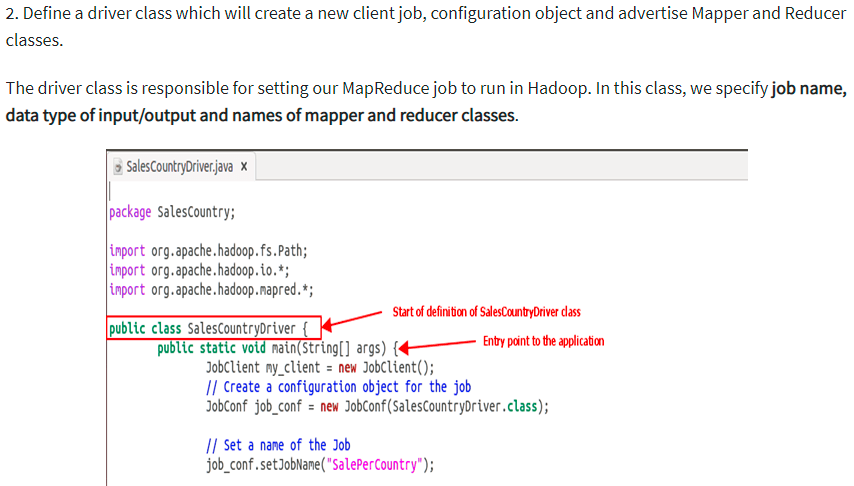 2. Define a driver class which will create a new client job, configuration object and advertise Mapper and Reducer
classes.
The driver class is responsible for setting our MapReduce job to run in Hadoop. In this class, we specify job name,
data type of input/output and names of mapper and reducer classes.
SalesCountryDriver.java x
package SalesCountry;
import org.apache.hadoop.fs.Path;
import org.apache.hadoop.io.*;
import org.apache.hadoop.mapred.*;
Start of definition of SalesCountryDriver class
public class SalesCountryDriver {
Entry point to the application
public static void main(String[] args) {
JobClient my_client = new JobClient();
// Create a configuration object for the job
JobConf job_conf = new JobConf(SalesCountryDriver.class);
// Set a name of the Job
job_conf.setJobName("SalePerCountry");